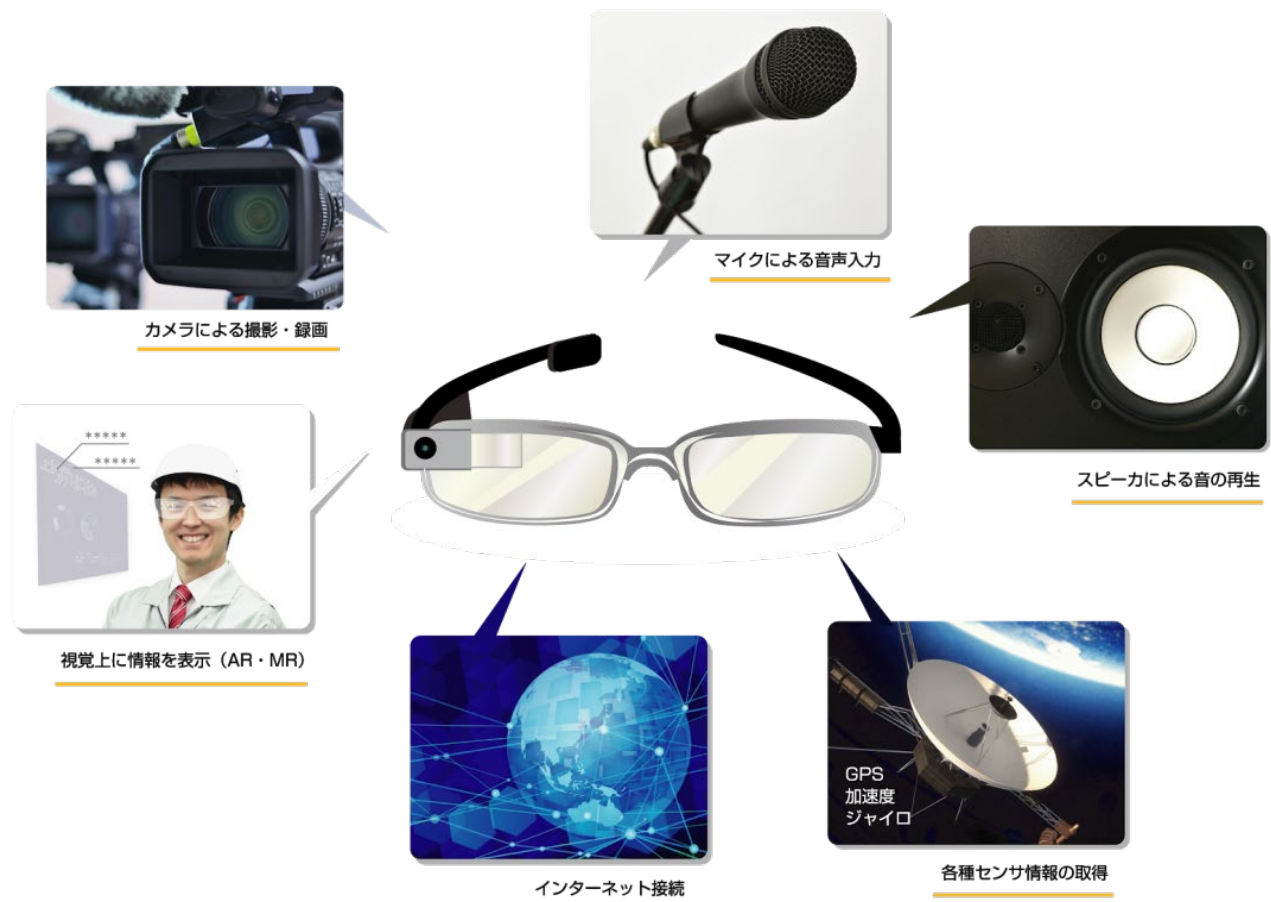 マイクによる音声入力
カメラによる撮影・録画
*****
*****
スピーカによる音の再生
視覚上に情報を表示（AR・MR）
GPS
加速度
ジャイロ
各種センサ情報の取得
インターネット接続